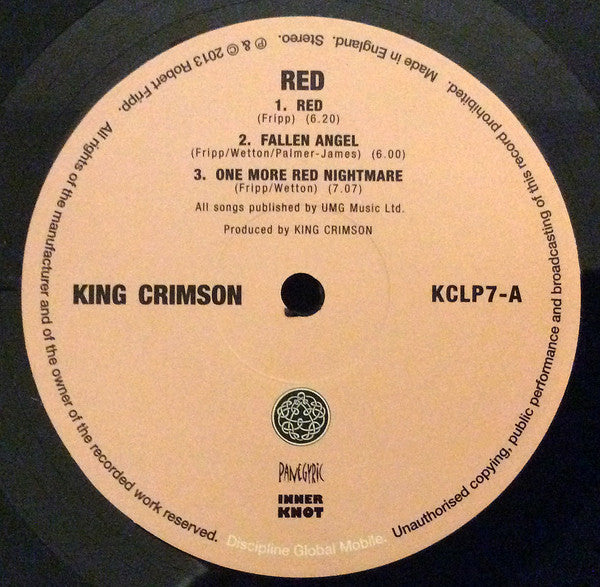 RED
1. RED
(Fripp) (6.20)
2. FALLEN ANGEL
(Fripp/Wetton/Palmer-James) (6.00)
3. ONE MORE RED NIGHTMARE
(Fripp/Wetton) (7.07)
All songs published by UMG Music Ltd.
Produced by KING CRIMSON
KING CRIMSON
KCLP7-A
PANEGYRIC
INNER
KNOT
All rights of the manufacturer and of the owner of the recorded work reserved.
Discipline Global Mobile.
Unauthorised copying, public performance and broadcasting of this record prohibited.
Made in England. Stereo. ℗ & © 2013 Robert Fripp.